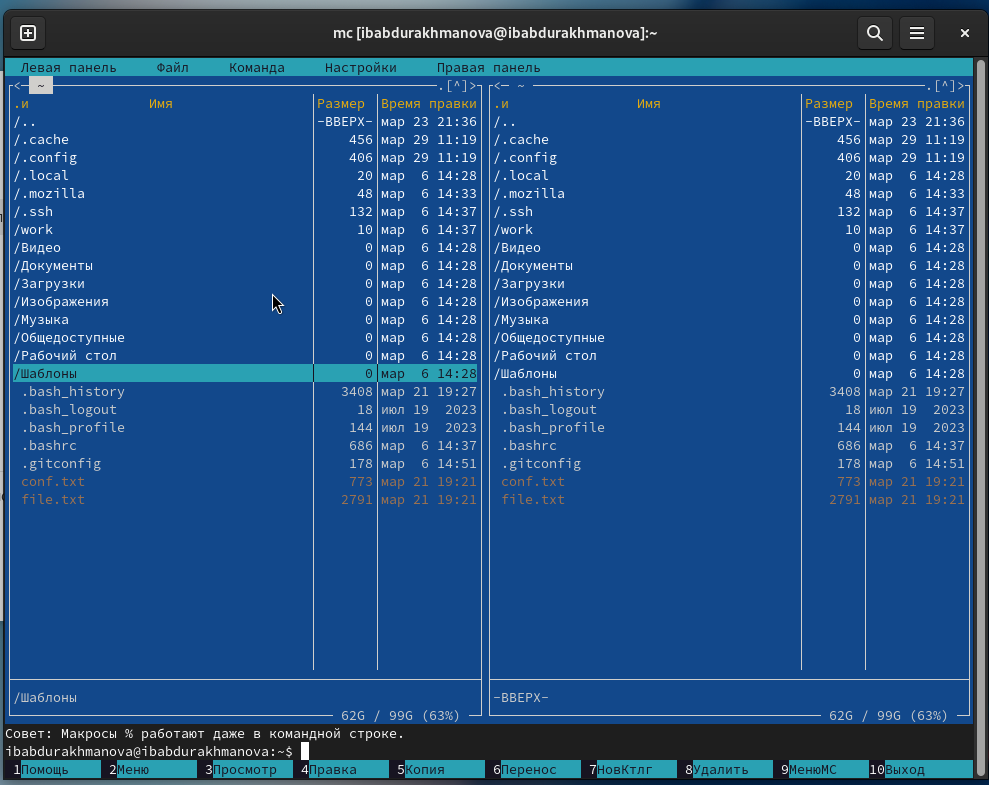 mc [ibabdurakhmanova@ibabdurakhmanova]:~
Левая панель Файл Команда Настройки Правая панель
<─ ~ .[^]>
.и Имя Размер Время правки
/.. -ВВЕРХ- мар 23 21:36
/.cache 456 мар 29 11:19
/.config 406 мар 29 11:19
/.local 20 мар 6 14:28
/.mozilla 48 мар 6 14:33
/.ssh 132 мар 6 14:37
/work 10 мар 6 14:37
/Видео 0 мар 6 14:28
/Документы 0 мар 6 14:28
/Загрузки 0 мар 6 14:28
/Изображения 0 мар 6 14:28
/Музыка 0 мар 6 14:28
/Общедоступные 0 мар 6 14:28
/Рабочий стол 0 мар 6 14:28
/Шаблоны 0 мар 6 14:28
.bash_history 3408 мар 21 19:27
.bash_logout 18 июл 19 2023
.bash_profile 144 июл 19 2023
.bashrc 686 мар 6 14:37
.gitconfig 178 мар 6 14:51
conf.txt 773 мар 21 19:21
file.txt 2791 мар 21 19:21
/Шаблоны
62G / 99G (63%)
<─ ~ .[^]>
.и Имя Размер Время правки
/.. -ВВЕРХ- мар 23 21:36
/.cache 456 мар 29 11:19
/.config 406 мар 29 11:19
/.local 20 мар 6 14:28
/.mozilla 48 мар 6 14:33
/.ssh 132 мар 6 14:37
/work 10 мар 6 14:37
/Видео 0 мар 6 14:28
/Документы 0 мар 6 14:28
/Загрузки 0 мар 6 14:28
/Изображения 0 мар 6 14:28
/Музыка 0 мар 6 14:28
/Общедоступные 0 мар 6 14:28
/Рабочий стол 0 мар 6 14:28
/Шаблоны 0 мар 6 14:28
.bash_history 3408 мар 21 19:27
.bash_logout 18 июл 19 2023
.bash_profile 144 июл 19 2023
.bashrc 686 мар 6 14:37
.gitconfig 178 мар 6 14:51
conf.txt 773 мар 21 19:21
file.txt 2791 мар 21 19:21
-ВВЕРХ-
62G / 99G (63%)
Совет: Макросы % работают даже в командной строке.
ibabdurakhmanova@ibabdurakhmanova:~$
1Помощь 2Меню 3Просмотр 4Правка 5Копия 6Перенос 7НовКтлг 8Удалить 9МенюMC 10Выход